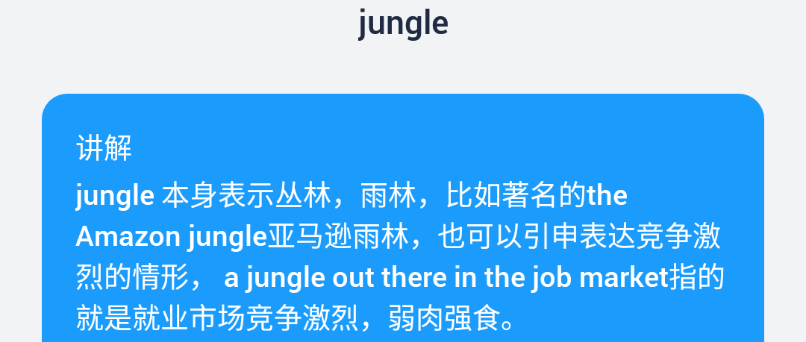 jungle
讲解
jungle 本身表示丛林，雨林，比如著名的the
Amazon jungle亚马逊雨林，也可以引申表达竞争激
烈的情形， a jungle out there in the job market指的
就是就业市场竞争激烈，弱肉强食。